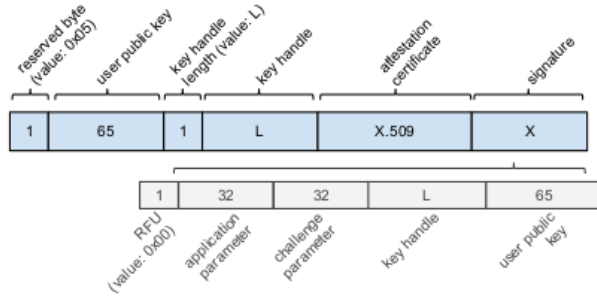 reserved byte
(value: 0x05)
user public key
key handle
length (value: L)
key handle
attestation
certificate
signature
1 65 1 L X.509 X
1 32 32 L 65
RFU
(value: 0x00)
application
parameter
challenge
parameter
key handle
user public
key